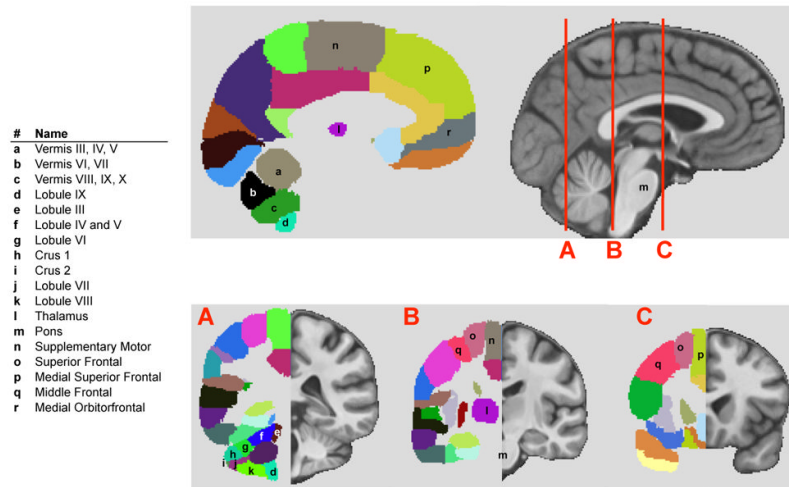 # Name
a Vermis III, IV, V
b Vermis VI, VII
c Vermis VIII, IX, X
d Lobule IX
e Lobule III
f Lobule IV and V
g Lobule VI
h Crus 1
i Crus 2
j Lobule VII
k Lobule VIII
l Thalamus
m Pons
n Supplementary Motor
o Superior Frontal
p Medial Superior Frontal
q Middle Frontal
r Medial Orbitorfrontal
n
p
r
l
a
b
c
d
m
A B C
A
e
f
g
h
i
j
k
d
B
o
n
q
l
m
C
o
p
q